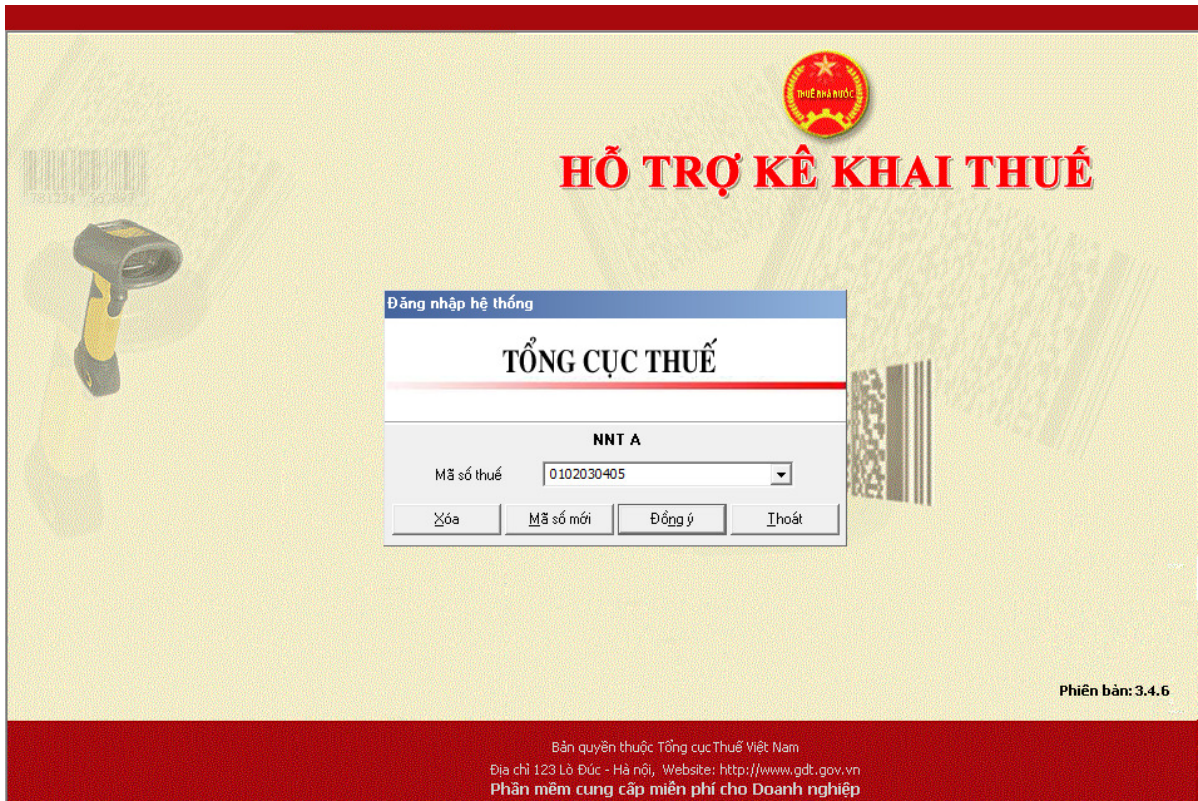 THUẾ NHÀ NƯỚC
HỖ TRỢ KÊ KHAI THUẾ
Đăng nhập hệ thống
TỔNG CỤC THUẾ
NNT A
Mã số thuế
0102030405
Xóa
Mã số mới
Đồng ý
Thoát
Phiên bản: 3.4.6
Bản quyền thuộc Tổng cục Thuế Việt Nam
Địa chỉ 123 Lò Đúc - Hà nội, Website: http://www.gdt.gov.vn
Phần mềm cung cấp miễn phí cho Doanh nghiệp